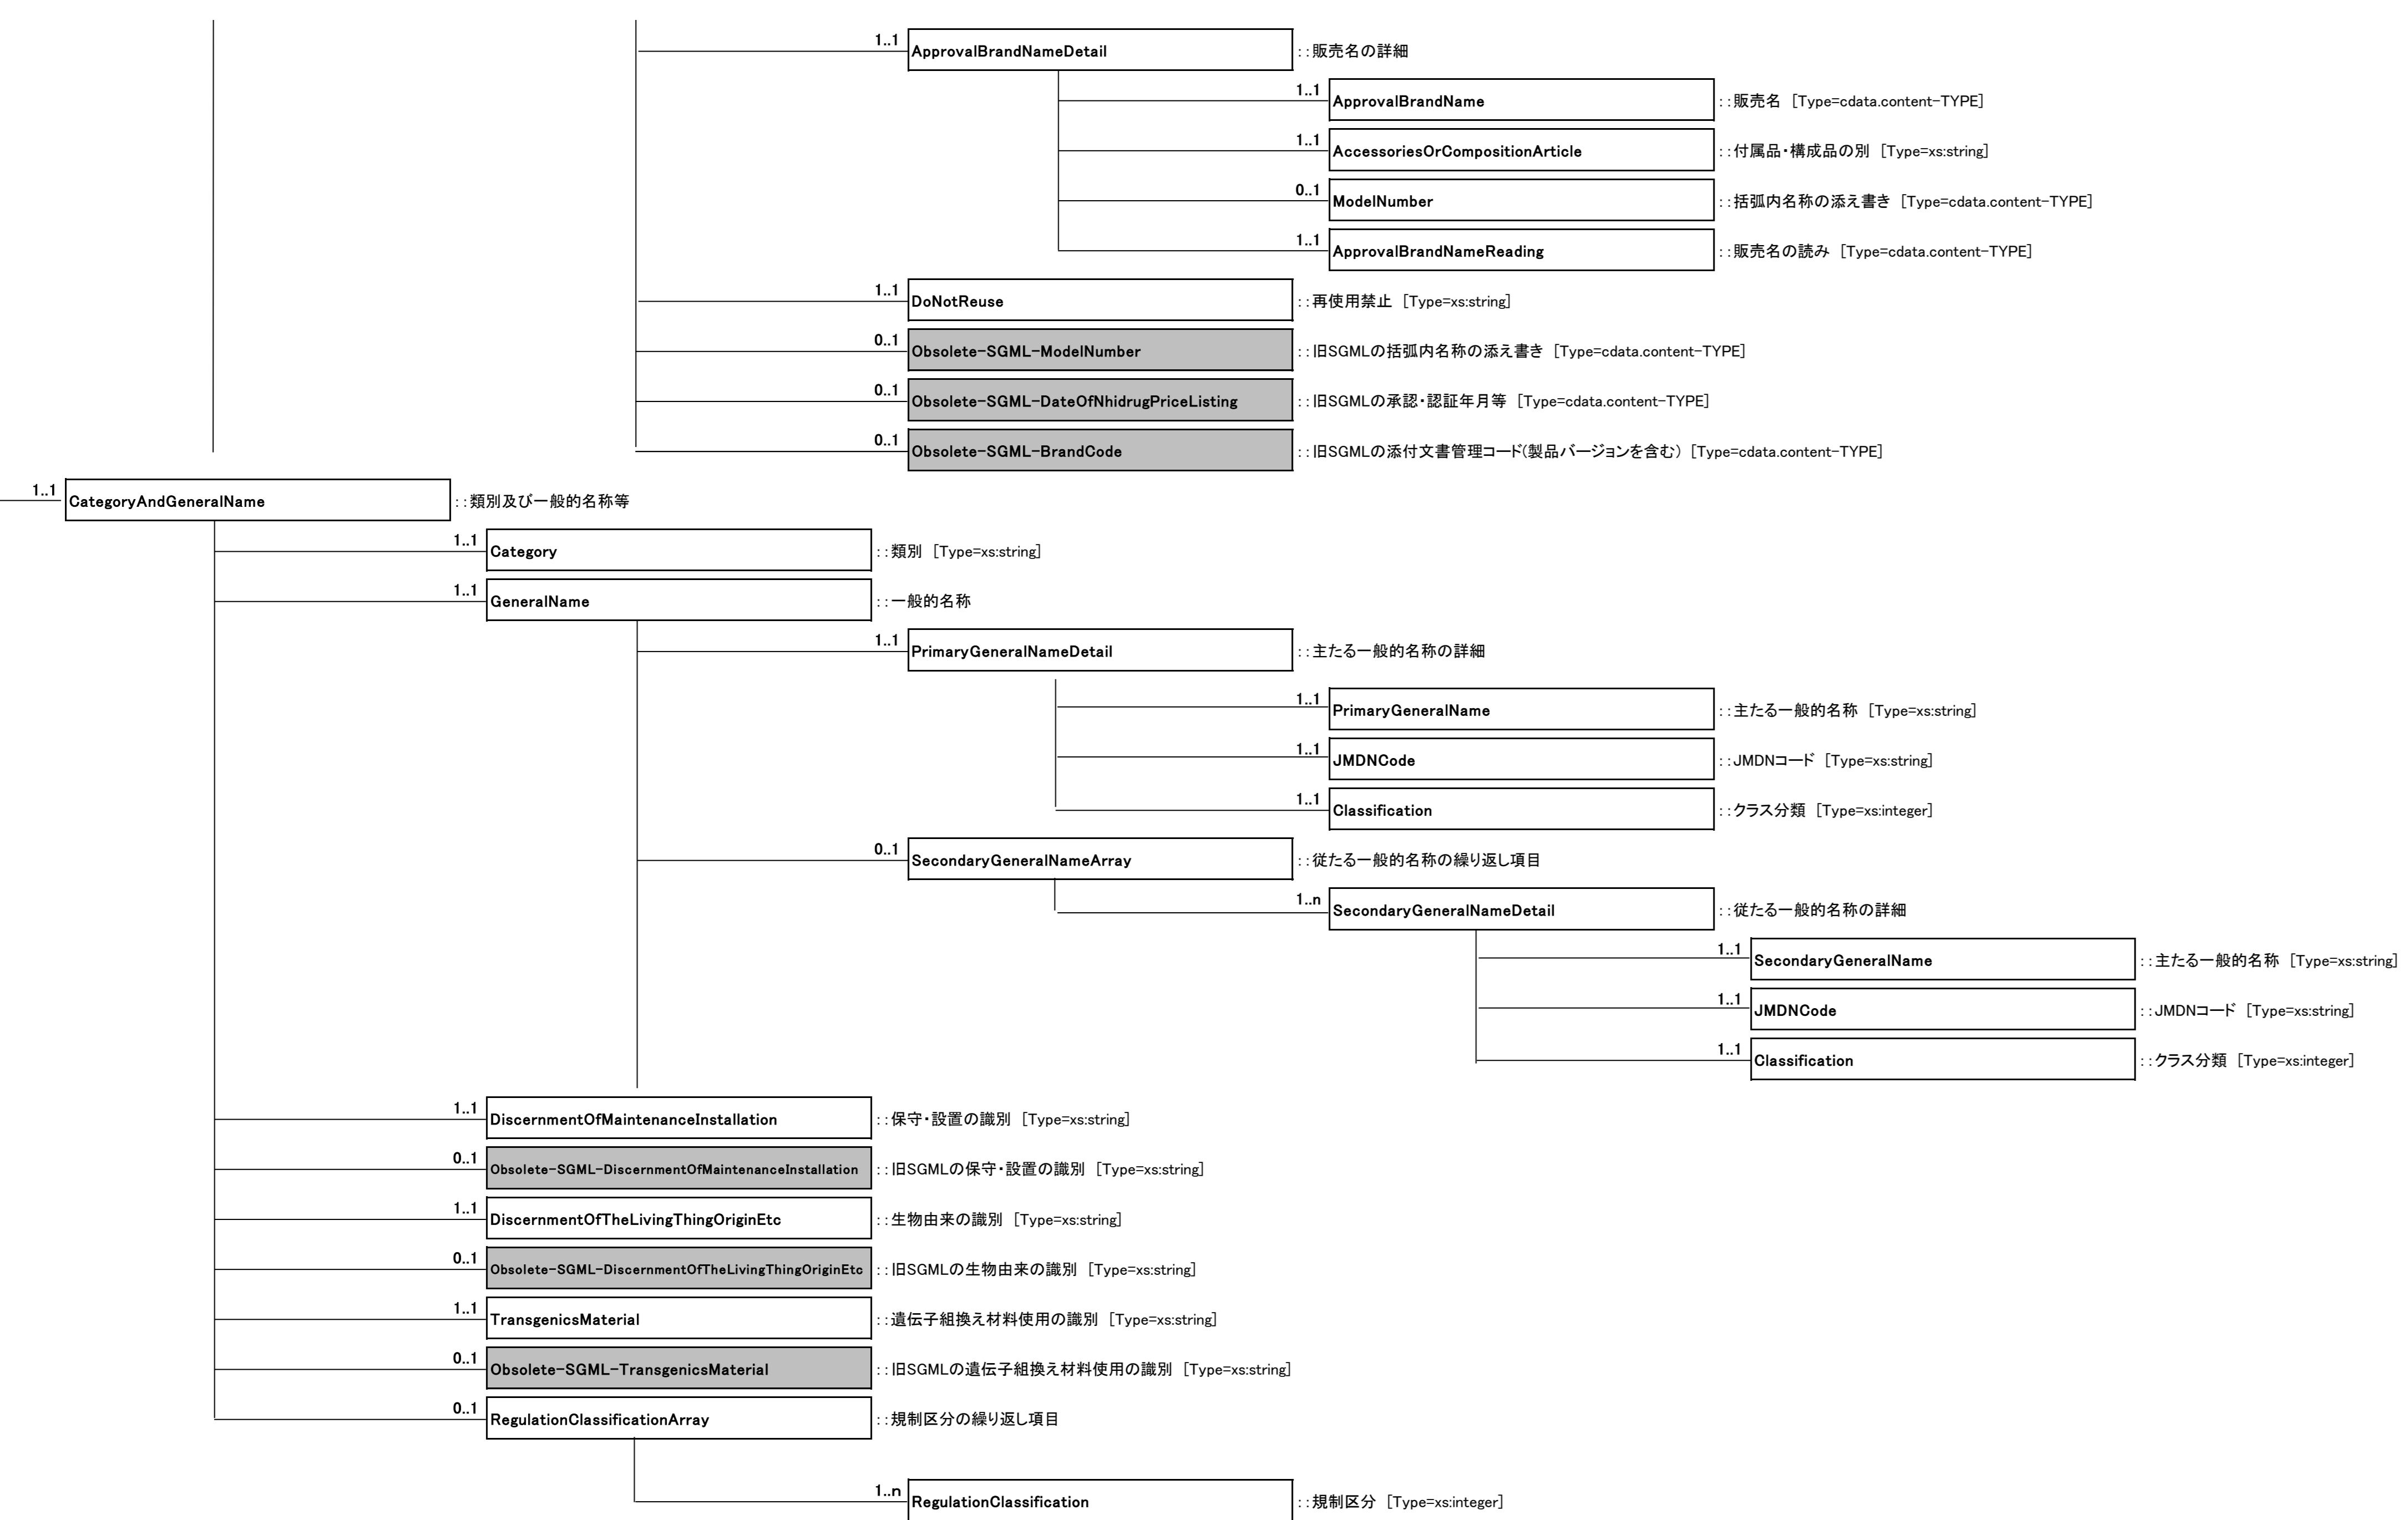 1..1 ApprovalBrandNameDetail ::販売名の詳細
1..1 ApprovalBrandName ::販売名 [Type=cdata.content-TYPE]
1..1 AccessoriesOrCompositionArticle ::付属品・構成品の別 [Type=xs:string]
0..1 ModelNumber ::括弧内名称の添え書き [Type=cdata.content-TYPE]
1..1 ApprovalBrandNameReading ::販売名の読み [Type=cdata.content-TYPE]
1..1 DoNotReuse ::再使用禁止 [Type=xs:string]
0..1 Obsolete-SGML-ModelNumber ::旧SGMLの括弧内名称の添え書き [Type=cdata.content-TYPE]
0..1 Obsolete-SGML-DateOfNhidrugPriceListing ::旧SGMLの承認・認証年月等 [Type=cdata.content-TYPE]
0..1 Obsolete-SGML-BrandCode ::旧SGMLの添付文書管理コード(製品バージョンを含む) [Type=cdata.content-TYPE]
1..1 CategoryAndGeneralName ::類別及び一般的名称等
1..1 Category ::類別 [Type=xs:string]
1..1 GeneralName ::一般的名称
1..1 PrimaryGeneralNameDetail ::主たる一般的名称の詳細
1..1 PrimaryGeneralName ::主たる一般的名称 [Type=xs:string]
1..1 JMDNCode ::JMDNコード [Type=xs:string]
1..1 Classification ::クラス分類 [Type=xs:integer]
0..1 SecondaryGeneralNameArray ::従たる一般的名称の繰り返し項目
1..n SecondaryGeneralNameDetail ::従たる一般的名称の詳細
1..1 SecondaryGeneralName ::主たる一般的名称 [Type=xs:string]
1..1 JMDNCode ::JMDNコード [Type=xs:string]
1..1 Classification ::クラス分類 [Type=xs:integer]
1..1 DiscernmentOfMaintenanceInstallation ::保守・設置の識別 [Type=xs:string]
0..1 Obsolete-SGML-DiscernmentOfMaintenanceInstallation ::旧SGMLの保守・設置の識別 [Type=xs:string]
1..1 DiscernmentOfTheLivingThingOriginEtc ::生物由来の識別 [Type=xs:string]
0..1 Obsolete-SGML-DiscernmentOfTheLivingThingOriginEtc ::旧SGMLの生物由来の識別 [Type=xs:string]
1..1 TransgenicsMaterial ::遺伝子組換え材料使用の識別 [Type=xs:string]
0..1 Obsolete-SGML-TransgenicsMaterial ::旧SGMLの遺伝子組換え材料使用の識別 [Type=xs:string]
0..1 RegulationClassificationArray ::規制区分の繰り返し項目
1..n RegulationClassification ::規制区分 [Type=xs:integer]